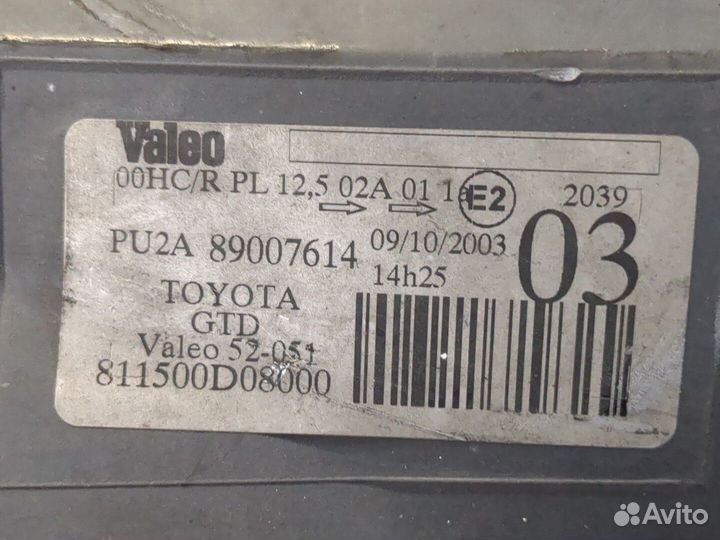 Valeo
00HC/R PL 12,5 02A 01 1a E2 2039
PU2A 89007614 09/10/2003 03
14h25
TOYOTA
GTD
Valeo 52-051
811500D08000
Avito